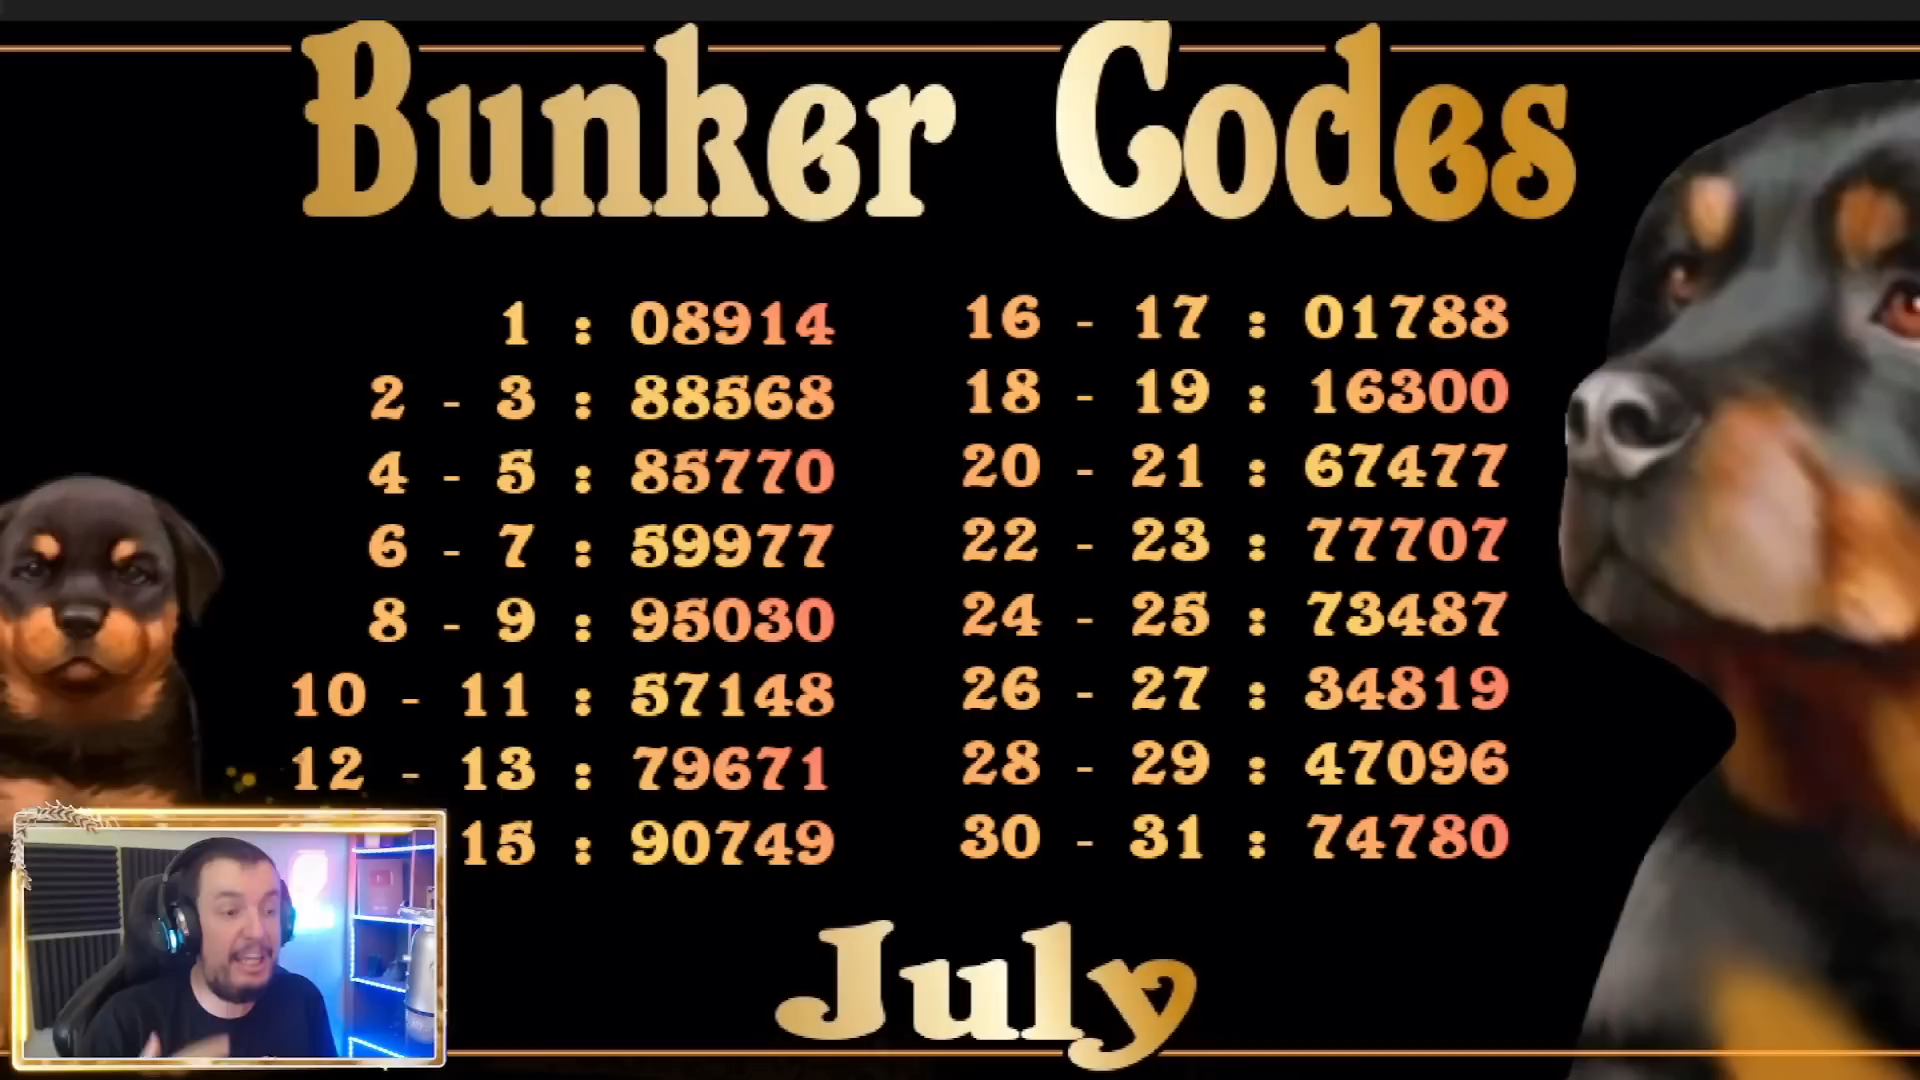 Bunker Codes
1 : 08914
2 - 3 : 88568
4 - 5 : 85770
6 - 7 : 59977
8 - 9 : 95030
10 - 11 : 57148
12 - 13 : 79671
15 : 90749
16 - 17 : 01788
18 - 19 : 16300
20 - 21 : 67477
22 - 23 : 77707
24 - 25 : 73487
26 - 27 : 34819
28 - 29 : 47096
30 - 31 : 74780
July